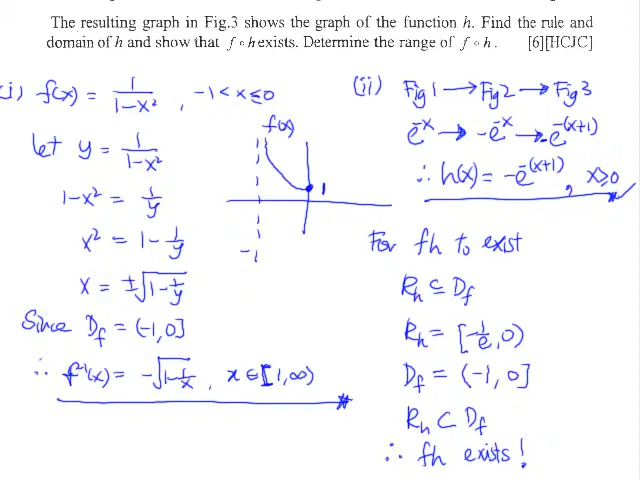 The resulting graph in Fig.3 shows the graph of the function h. Find the rule and
domain of h and show that f∘h exists. Determine the range of f∘h. [6][HCJC]
(i) f(x) = 1/(1-x²) , -1 < x ≤ 0
let y = 1/(1-x²)
1-x² = 1/y
x² = 1 - 1/y
x = ±√(1-1/y)
Since D_f = (-1, 0]
∴ f⁻¹(x) = -√(1-1/x) , x ∈ [1, ∞)
f(x)
1
-1
(ii) Fig 1 → Fig 2 → Fig 3
e^-x → -e^-x → -e^-(x+1)
∴ h(x) = -e^-(x+1) , x ≥ 0
For fh to exist
R_h ⊆ D_f
R_h = [-1/e, 0)
D_f = (-1, 0]
R_h ⊂ D_f
∴ fh exists!